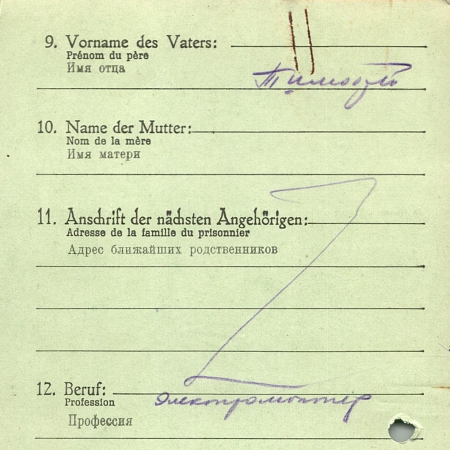 9. Vorname des Vaters:
Prénom du père
Имя отца
Тимофей
10. Name der Mutter:
Nom de la mère
Имя матери
11. Anschrift der nächsten Angehörigen:
Adresse de la famille du prisonnier
Адрес ближайших родственников
12. Beruf:
Profession
Профессия
Электромонтер